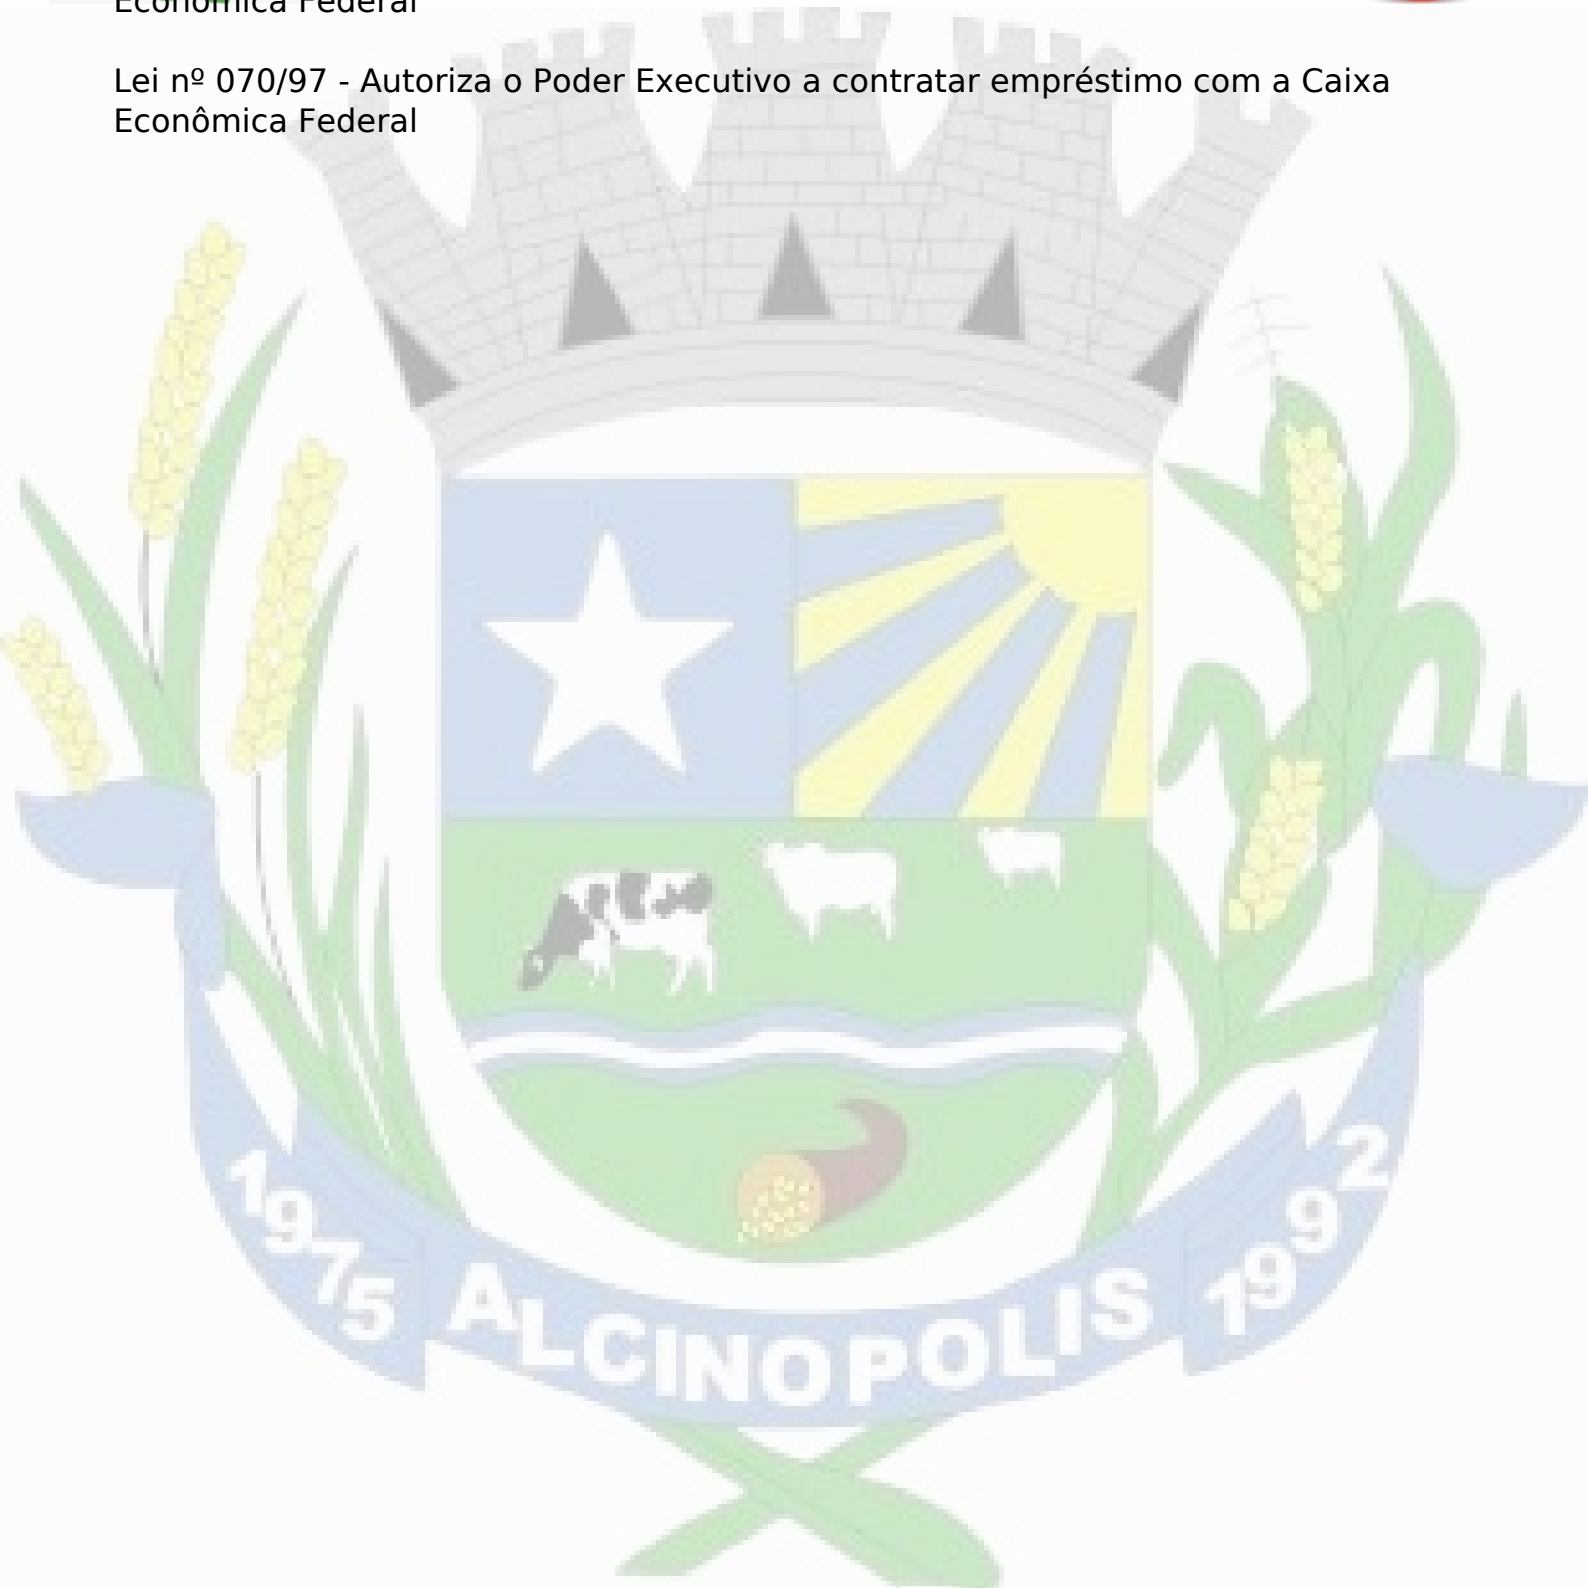 Econômica Federal
Lei nº 070/97 - Autoriza o Poder Executivo a contratar empréstimo com a Caixa
Econômica Federal
1975 ALCINOPOLIS 1992